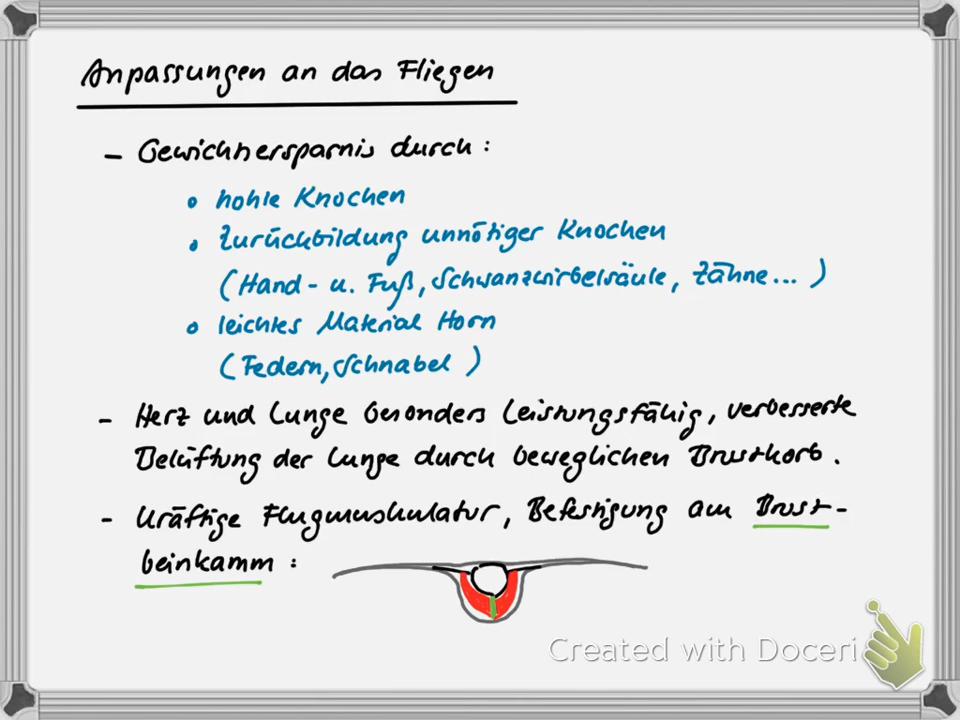 Anpassungen an das Fliegen
- Gewichtsersparnis durch:
• hohle Knochen
• Zurückbildung unnötiger Knochen
(Hand- u. Fuß, Schwanzwirbelsäule, Zähne...)
• leichtes Material Horn
(Federn, Schnabel)
- Herz und Lunge besonders Leistungsfähig, verbesserte
Belüftung der Lunge durch beweglichen Brustkorb.
- Kräftige Flugmuskulatur, Befestigung am Brust-
beinkamm:
Created with Doceri